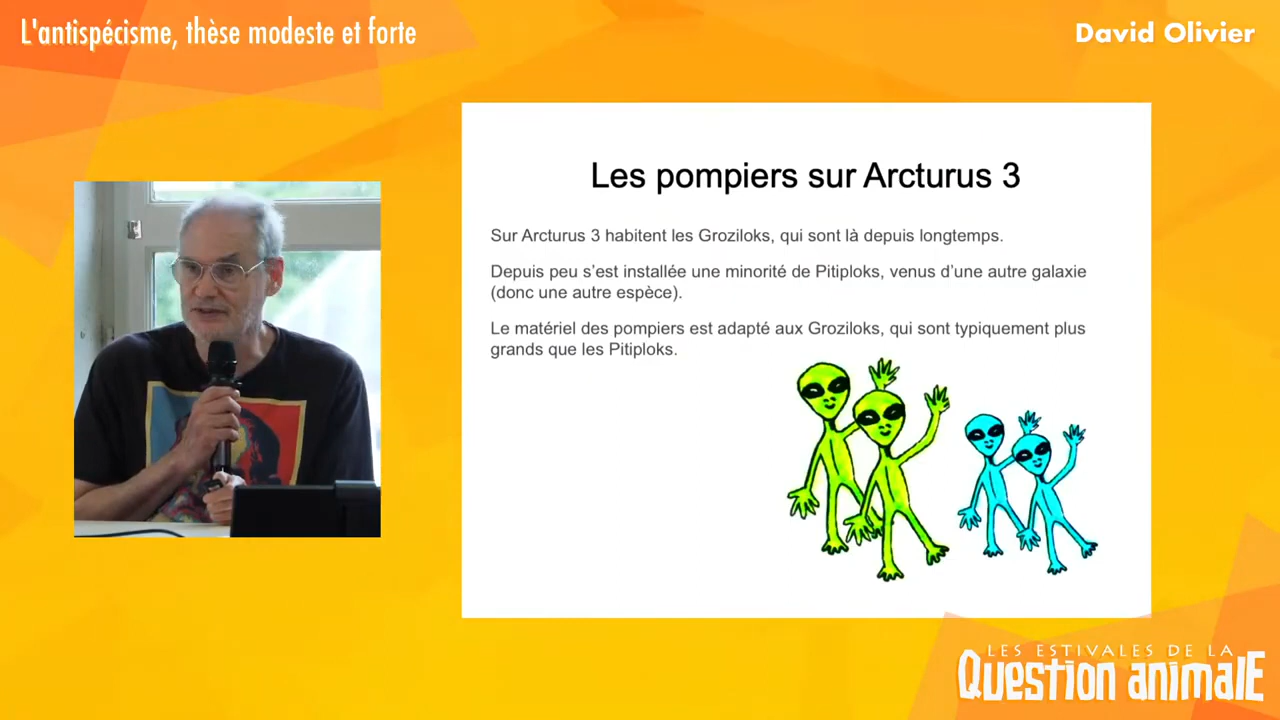 L'antispécisme, thèse modeste et forte
David Olivier
Les pompiers sur Arcturus 3
Sur Arcturus 3 habitent les Groziloks, qui sont là depuis longtemps.
Depuis peu s'est installée une minorité de Pitiploks, venus d'une autre galaxie
(donc une autre espèce).
Le matériel des pompiers est adapté aux Groziloks, qui sont typiquement plus
grands que les Pitiploks.
LES ESTIVALES DE LA
QUESTION ANIMALE